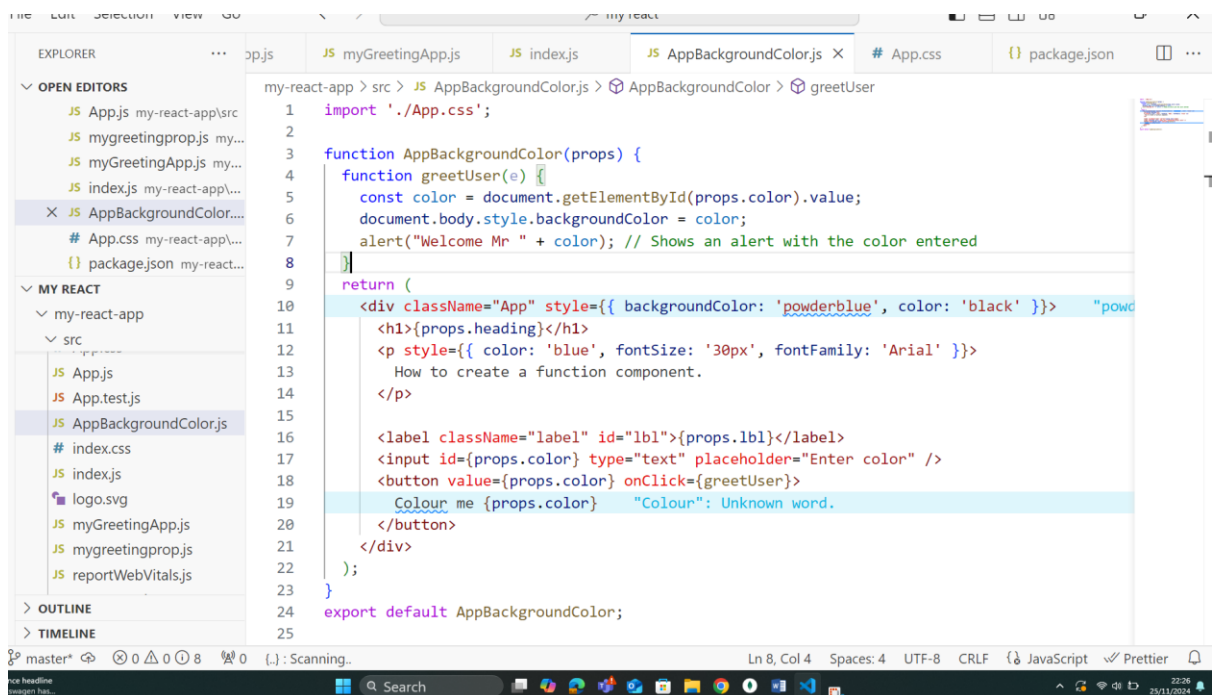 File Edit Selection View Go
my react
EXPLORER ...
op.js JS myGreetingApp.js JS index.js JS AppBackgroundColor.js # App.css {} package.json ...
OPEN EDITORS
JS App.js my-react-app\src
JS mygreetingprop.js my...
JS myGreetingApp.js my...
JS index.js my-react-app\...
JS AppBackgroundColor....
# App.css my-react-app\...
{} package.json my-react...
MY REACT
my-react-app
src
JS App.js
JS App.test.js
JS AppBackgroundColor.js
# index.css
JS index.js
logo.svg
JS myGreetingApp.js
JS mygreetingprop.js
JS reportWebVitals.js
OUTLINE
TIMELINE
my-react-app > src > JS AppBackgroundColor.js > AppBackgroundColor > greetUser
1 import './App.css';
2
3 function AppBackgroundColor(props) {
4 function greetUser(e) {
5 const color = document.getElementById(props.color).value;
6 document.body.style.backgroundColor = color;
7 alert("Welcome Mr " + color); // Shows an alert with the color entered
8 }
9 return (
10 <div className="App" style={{ backgroundColor: 'powderblue', color: 'black' }}> "powd
11 <h1>{props.heading}</h1>
12 <p style={{ color: 'blue', fontSize: '30px', fontFamily: 'Arial' }}>
13 How to create a function component.
14 </p>
15
16 <label className="label" id="lbl">{props.lbl}</label>
17 <input id={props.color} type="text" placeholder="Enter color" />
18 <button value={props.color} onClick={greetUser}>
19 Colour me {props.color} "Colour": Unknown word.
20 </button>
21 </div>
22 );
23 }
24 export default AppBackgroundColor;
25
master* 0 0 8 0 {..} : Scanning.. Ln 8, Col 4 Spaces: 4 UTF-8 CRLF {} JavaScript Prettier
nce headline
swagen has...
Search
22:26
25/11/2024